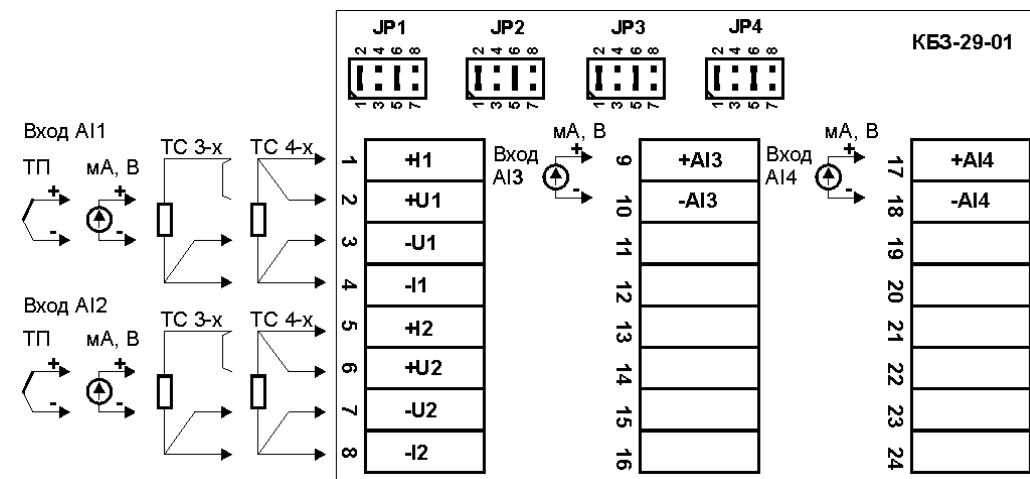 JP1 JP2 JP3 JP4
КБЗ-29-01
2 4 6 8 2 4 6 8 2 4 6 8 2 4 6 8
1 3 5 7 1 3 5 7 1 3 5 7 1 3 5 7
Вход AI1
ТП мА, В ТС 3-х ТС 4-х
+ -
+ -
1 +I1
2 +U1
3 -U1
4 -I1
Вход AI2
ТП мА, В ТС 3-х ТС 4-х
+ -
+ -
5 +I2
6 +U2
7 -U2
8 -I2
мА, В
Вход
AI3
+ -
9 +AI3
10 -AI3
11
12
13
14
15
16
мА, В
Вход
AI4
+ -
17 +AI4
18 -AI4
19
20
21
22
23
24